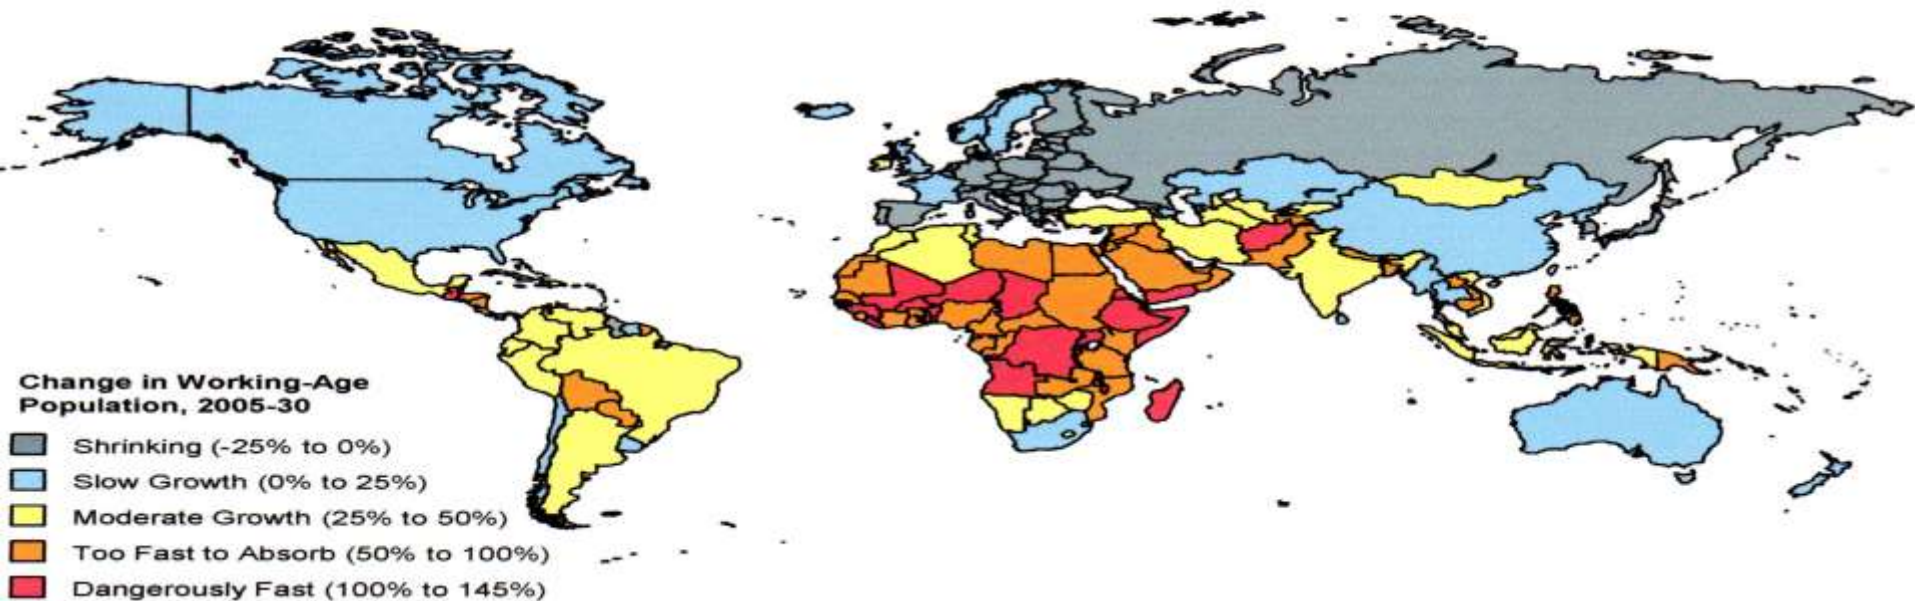 Change in Working-Age
Population, 2005-30
Shrinking (-25% to 0%)
Slow Growth (0% to 25%)
Moderate Growth (25% to 50%)
Too Fast to Absorb (50% to 100%)
Dangerously Fast (100% to 145%)